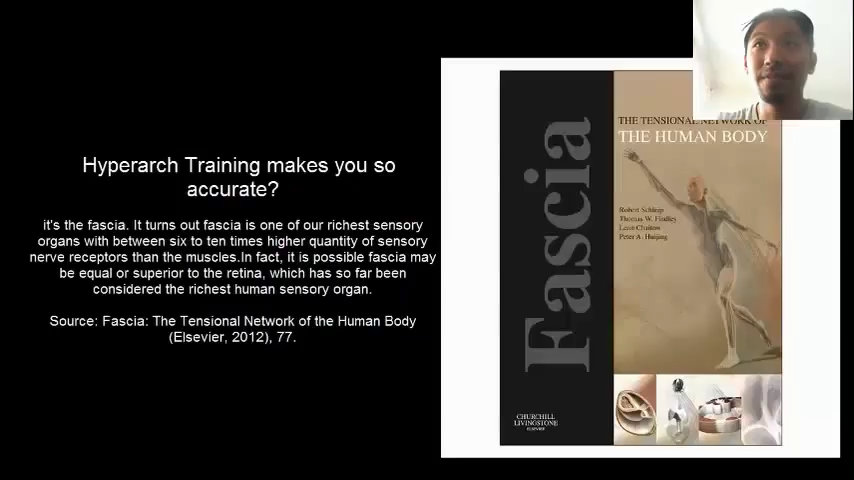 Hyperarch Training makes you so
accurate?
it's the fascia. It turns out fascia is one of our richest sensory
organs with between six to ten times higher quantity of sensory
nerve receptors than the muscles.In fact, it is possible fascia may
be equal or superior to the retina, which has so far been
considered the richest human sensory organ.
Source: Fascia: The Tensional Network of the Human Body
(Elsevier, 2012), 77.
Fascia
THE TENSIONAL NETWORK OF
THE HUMAN BODY
Robert Schleip
Thomas W. Findley
Leon Chaitow
Peter A. Huijing
CHURCHILL
LIVINGSTONE
ELSEVIER